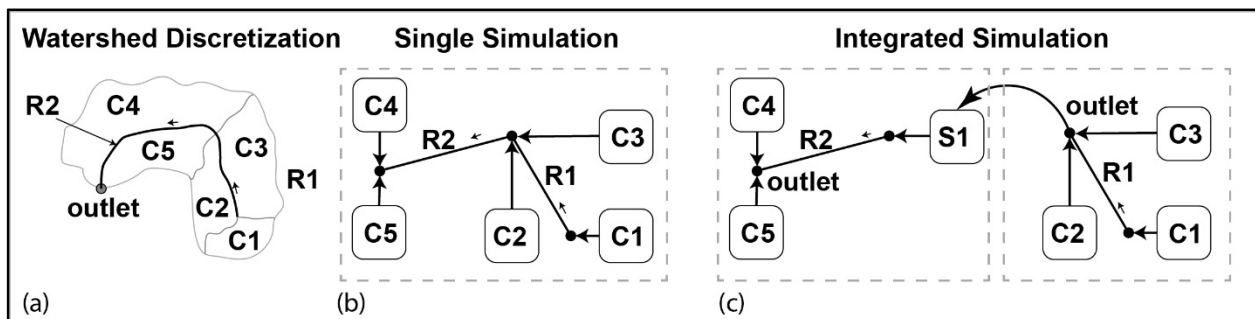 Watershed Discretization
Single Simulation
Integrated Simulation
R2
C4
C5
C3
R1
C2
C1
outlet
(a)
C4
R2
C3
R1
C5
C2
C1
(b)
C4
R2
S1
outlet
C3
outlet
R1
C5
C2
C1
(c)